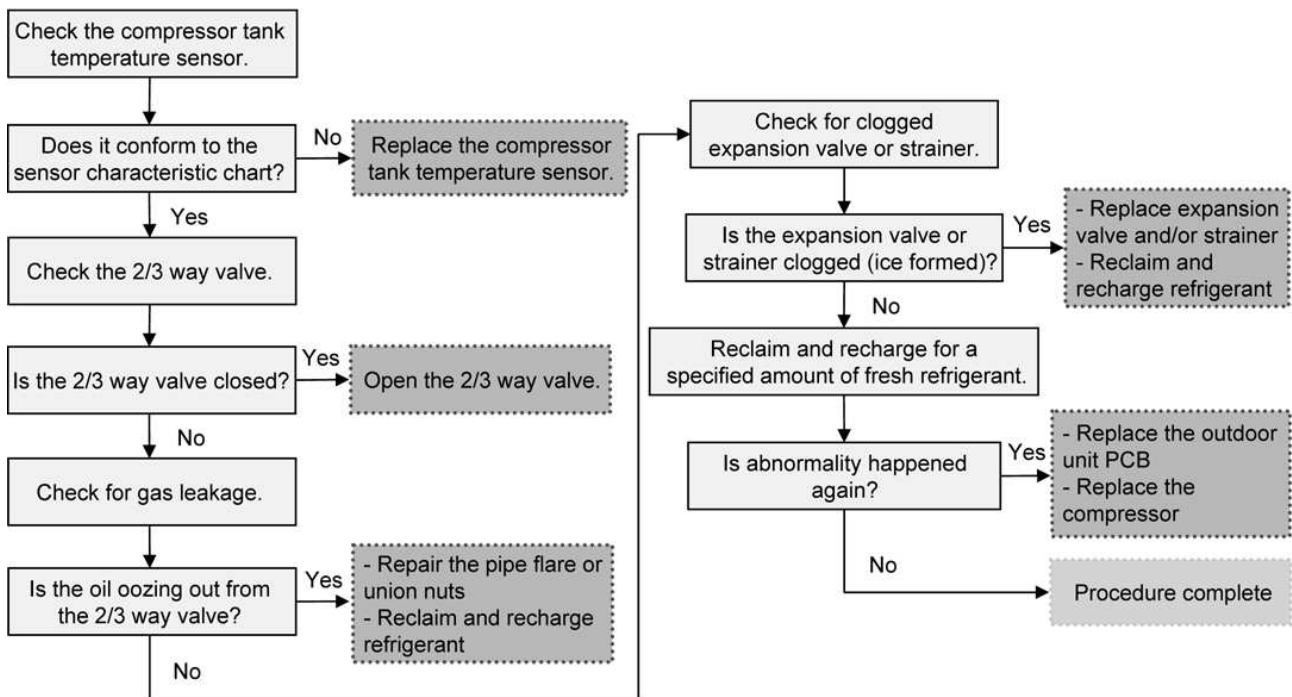 Check the compressor tank
temperature sensor.
Does it conform to the
sensor characteristic chart?
No
Replace the compressor
tank temperature sensor.
Yes
Check the 2/3 way valve.
Is the 2/3 way valve closed?
Yes
Open the 2/3 way valve.
No
Check for gas leakage.
Is the oil oozing out from
the 2/3 way valve?
Yes
- Repair the pipe flare or
union nuts
- Reclaim and recharge
refrigerant
No
Check for clogged
expansion valve or strainer.
Is the expansion valve or
strainer clogged (ice formed)?
Yes
- Replace expansion
valve and/or strainer
- Reclaim and
recharge refrigerant
No
Reclaim and recharge for a
specified amount of fresh refrigerant.
Is abnormality happened
again?
Yes
- Replace the outdoor
unit PCB
- Replace the
compressor
No
Procedure complete